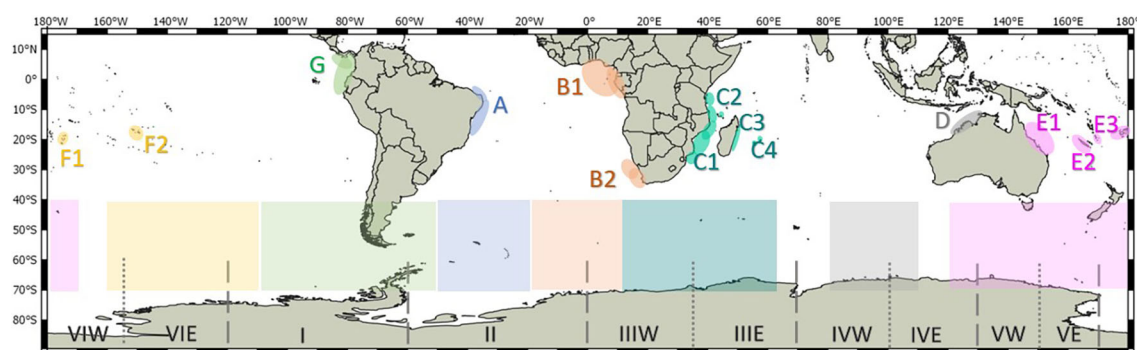 180° 160°W 140°W 120°W 100°W 80°W 60°W 40°W 20°W 0° 20°E 40°E 60°E 80°E 100°E 120°E 140°E 160°E 180°
10°N
G
C2
0°
B1
A
10°S
C3
D
E1
E3
F2
20°S
F1
C1
C4
E2
30°S
B2
40°S
50°S
60°S
70°S
80°S
VIW VIE I II IIIW IIIE IVW IVE VW VE